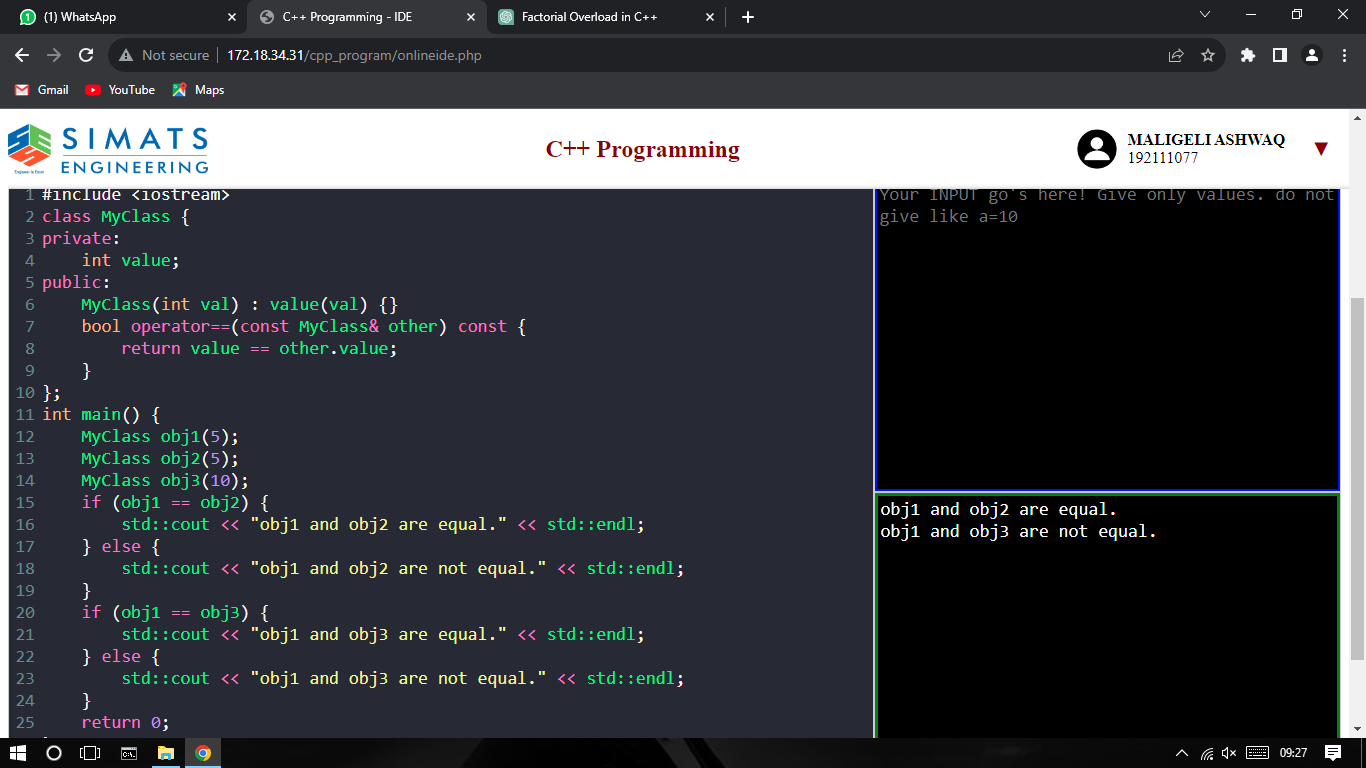 (1) WhatsApp
C++ Programming - IDE
Factorial Overload in C++
Not secure
172.18.34.31/cpp_program/onlineide.php
Gmail
YouTube
Maps
SIMATS
ENGINEERING
Engineer to Excel
C++ Programming
MALIGELI ASHWAQ
192111077
1 #include <iostream>
2 class MyClass {
3 private:
4     int value;
5 public:
6     MyClass(int val) : value(val) {}
7     bool operator==(const MyClass& other) const {
8         return value == other.value;
9     }
10 };
11 int main() {
12     MyClass obj1(5);
13     MyClass obj2(5);
14     MyClass obj3(10);
15     if (obj1 == obj2) {
16         std::cout << "obj1 and obj2 are equal." << std::endl;
17     } else {
18         std::cout << "obj1 and obj2 are not equal." << std::endl;
19     }
20     if (obj1 == obj3) {
21         std::cout << "obj1 and obj3 are equal." << std::endl;
22     } else {
23         std::cout << "obj1 and obj3 are not equal." << std::endl;
24     }
25     return 0;
Your INPUT go's here! Give only values. do not
give like a=10
obj1 and obj2 are equal.
obj1 and obj3 are not equal.
09:27